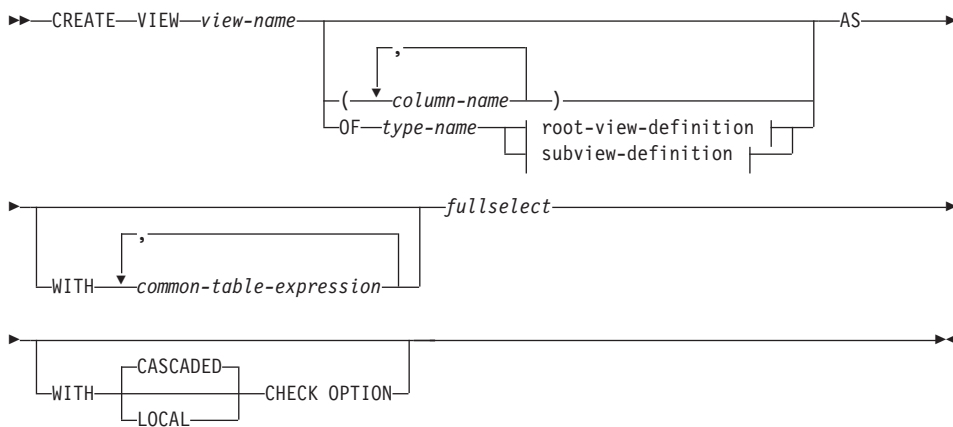 CREATE VIEW view-name AS
,
( column-name )
OF type-name root-view-definition
subview-definition
fullselect
,
WITH common-table-expression
CASCADED
WITH CHECK OPTION
LOCAL